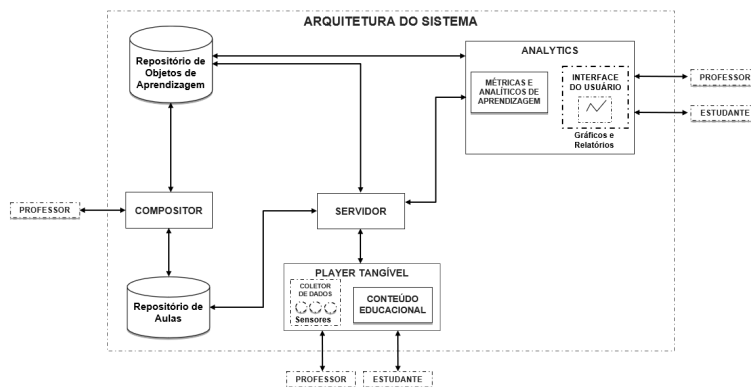 ARQUITETURA DO SISTEMA
Repositório de
Objetos de
Aprendizagem
ANALYTICS
MÉTRICAS E
ANALÍTICOS DE
APRENDIZAGEM
INTERFACE
DO USUÁRIO
Gráficos e
Relatórios
PROFESSOR
ESTUDANTE
PROFESSOR
COMPOSITOR
SERVIDOR
Repositório de
Aulas
PLAYER TANGÍVEL
COLETOR
DE DADOS
Sensores
CONTEÚDO
EDUCACIONAL
PROFESSOR
ESTUDANTE